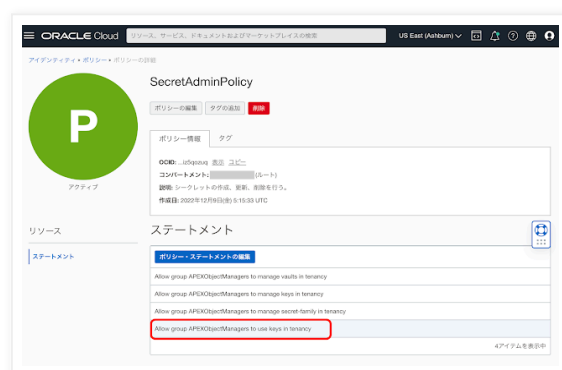 ORACLE Cloud
リソース、サービス、ドキュメントおよびマーケットプレイスの検索
US East (Ashburn)
アイデンティティ • ポリシー • ポリシーの詳細
SecretAdminPolicy
ポリシーの編集 タグの追加 削除
P
アクティブ
ポリシー情報 タグ
OCID: ...iz5qozuq 表示 コピー
コンパートメント: (ルート)
説明: シークレットの作成、更新、削除を行う。
作成日: 2022年12月9日(金) 5:15:33 UTC
リソース
ステートメント
ステートメント
ポリシー・ステートメントの編集
Allow group APEXObjectManagers to manage vaults in tenancy
Allow group APEXObjectManagers to manage keys in tenancy
Allow group APEXObjectManagers to manage secret-family in tenancy
Allow group APEXObjectManagers to use keys in tenancy
4アイテムを表示中